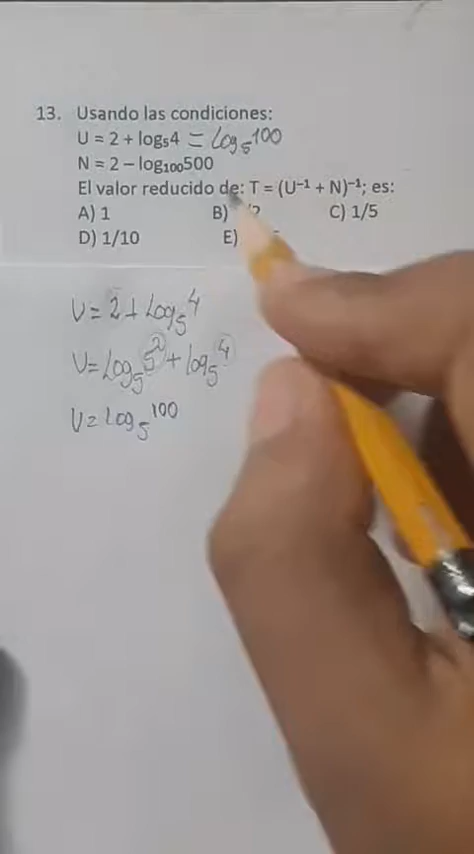 13. Usando las condiciones:
U = 2 + log₅4 = log₅100
N = 2 – log₁₀₀500
El valor reducido de: T = (U⁻¹ + N)⁻¹; es:
A) 1 B) C) 1/5
D) 1/10 E)
U = 2 + log₅4
U = log₅5² + log₅4
U = log₅100